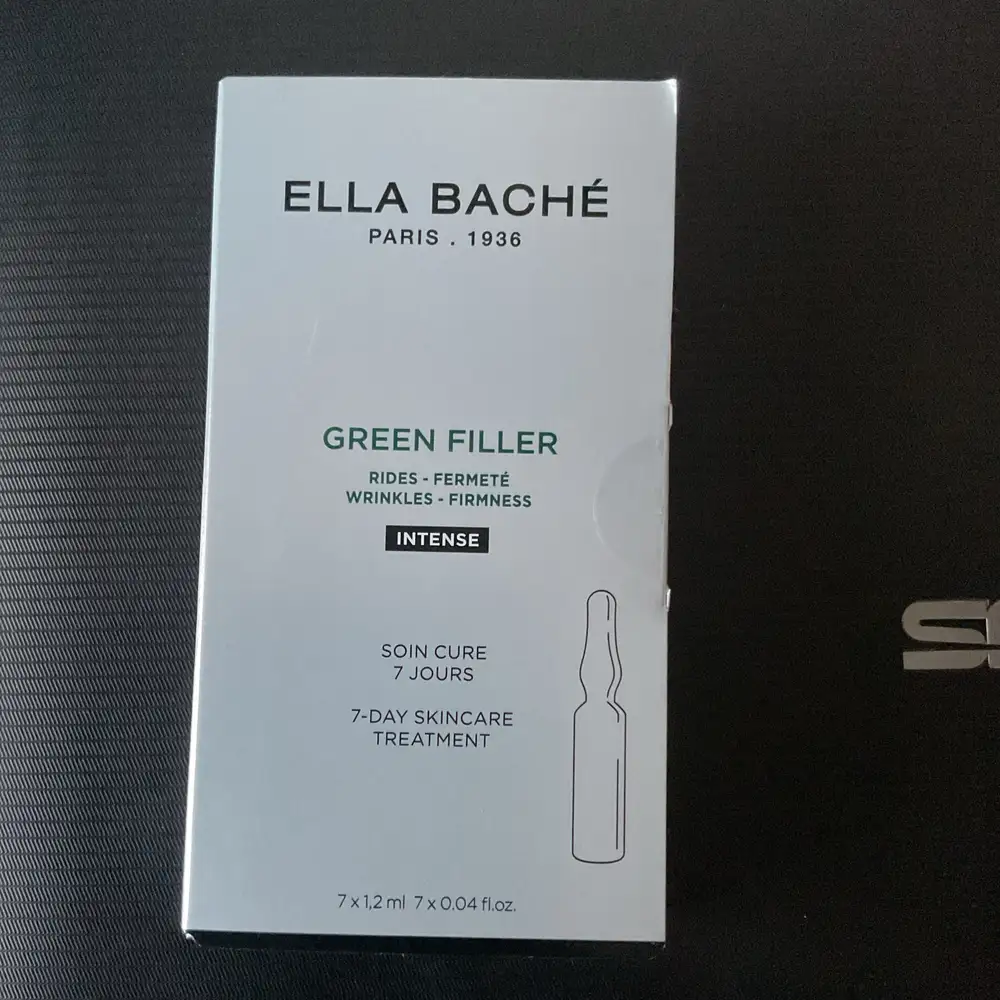 ELLA BACHÉ
PARIS . 1936
GREEN FILLER
RIDES - FERMETÉ
WRINKLES - FIRMNESS
INTENSE
SOIN CURE
7 JOURS
7-DAY SKINCARE
TREATMENT
7 x 1,2 ml 7 x 0.04 fl.oz.